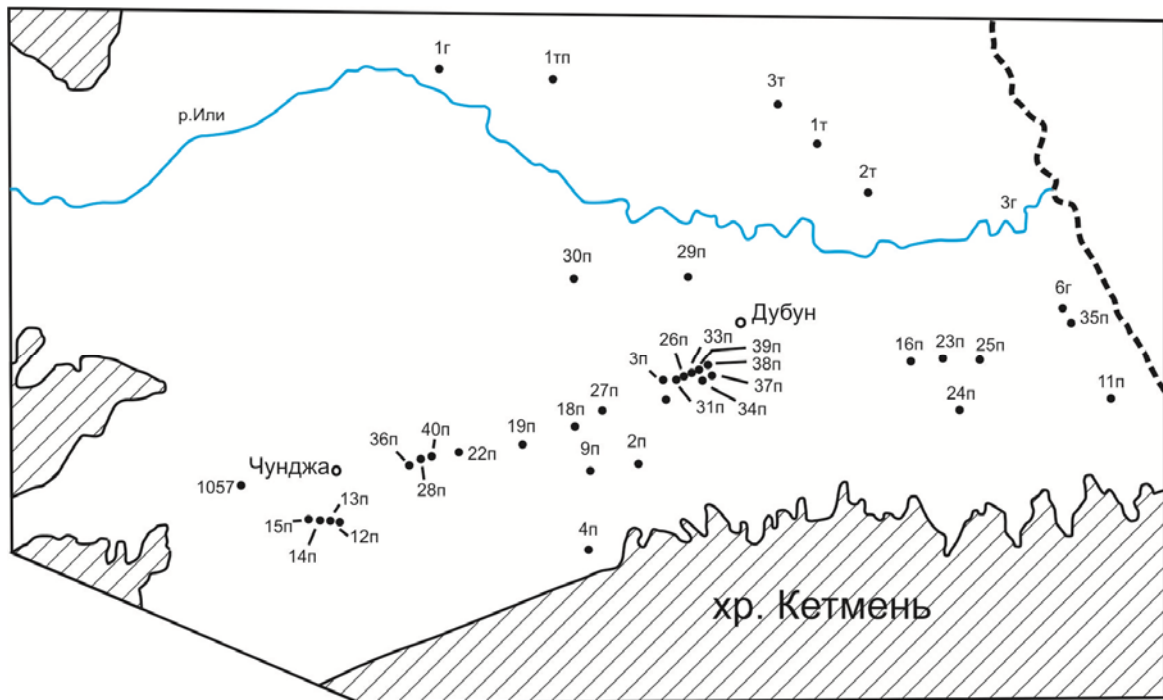 1г
1тп
3т
р.Или
1т
2т
3г
30п
29п
6г
Дубун
35п
26п
33п
39п
16п
23п
25п
3п
38п
37п
27п
31п
34п
24п
11п
18п
36п
40п
19п
22п
9п
2п
Чунджа
28п
1057
13п
15п
12п
14п
4п
хр. Кетмень